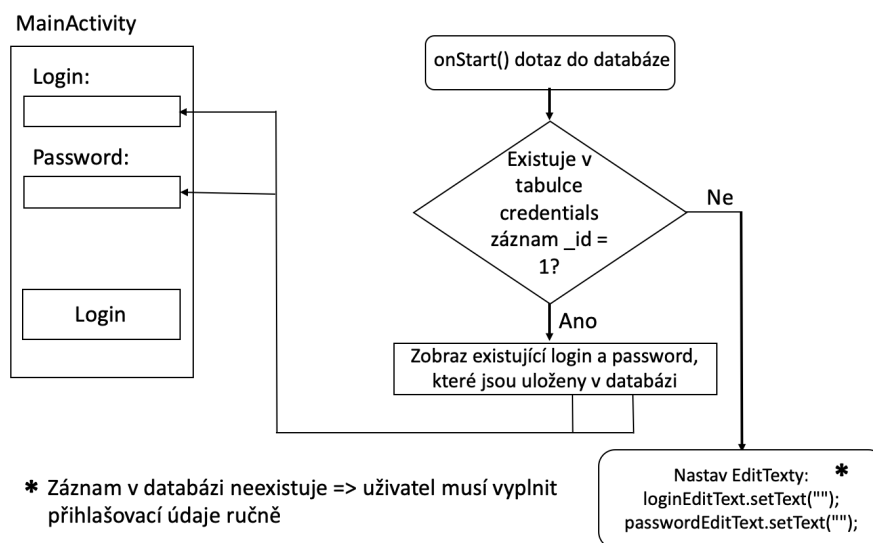 MainActivity
Login:
Password:
Login
onStart() dotaz do databáze
Existuje v
tabulce
credentials
záznam _id =
1?
Ne
Ano
Zobraz existující login a password,
které jsou uloženy v databázi
Nastav EditTexty: *
loginEditText.setText("");
passwordEditText.setText("");
* Záznam v databázi neexistuje => uživatel musí vyplnit
přihlašovací údaje ručně